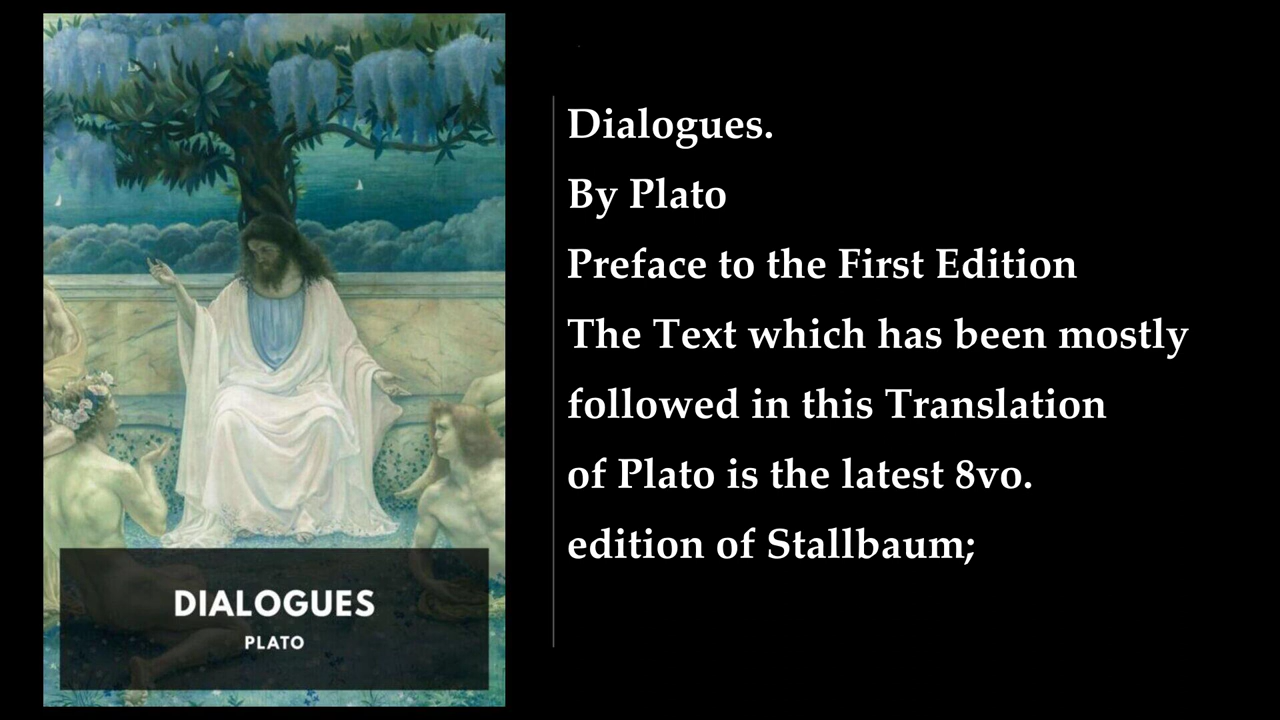 DIALOGUES
PLATO
Dialogues.
By Plato
Preface to the First Edition
The Text which has been mostly
followed in this Translation
of Plato is the latest 8vo.
edition of Stallbaum;